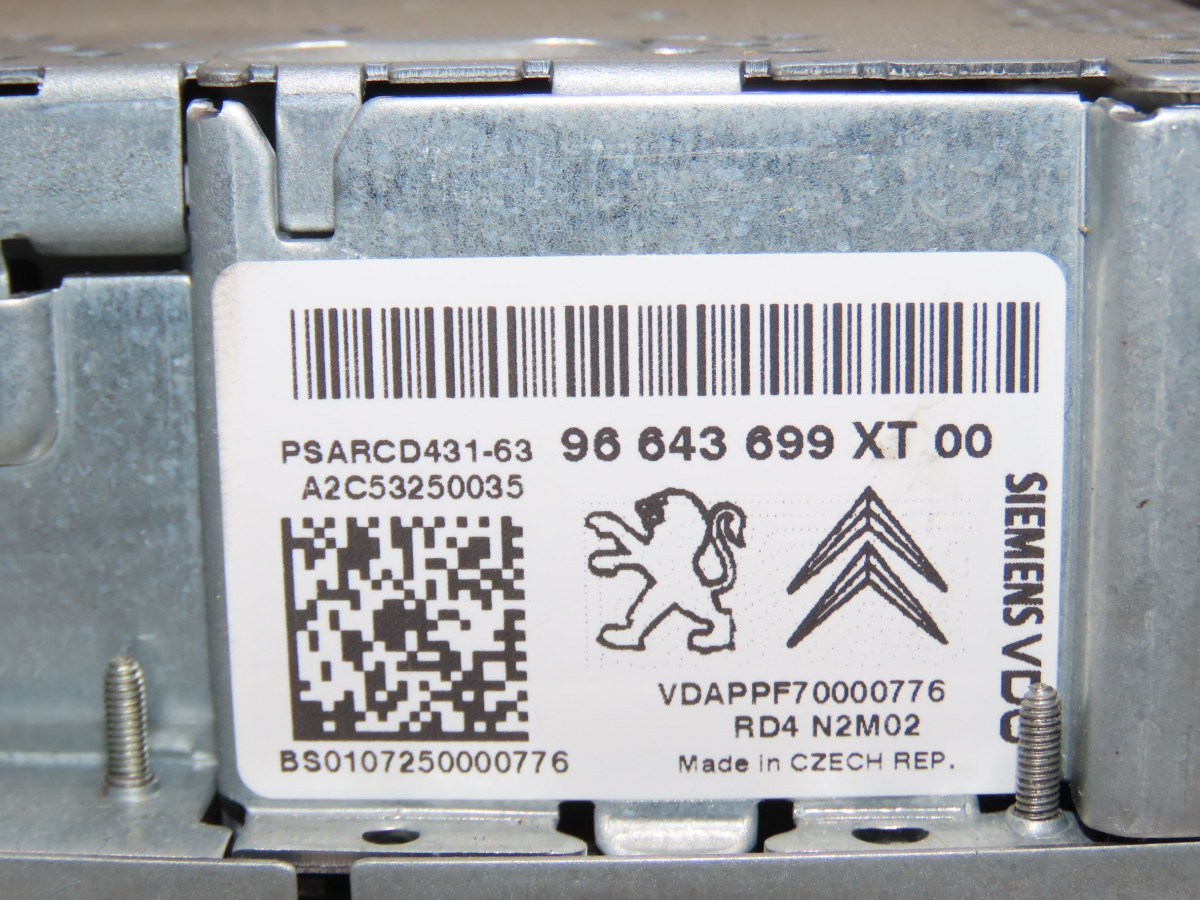 PSARCD431-63 96 643 699 XT 00
A2C53250035
SIEMENS VDO
VDAPPF70000776
RD4 N2M02
BS0107250000776 Made in CZECH REP.